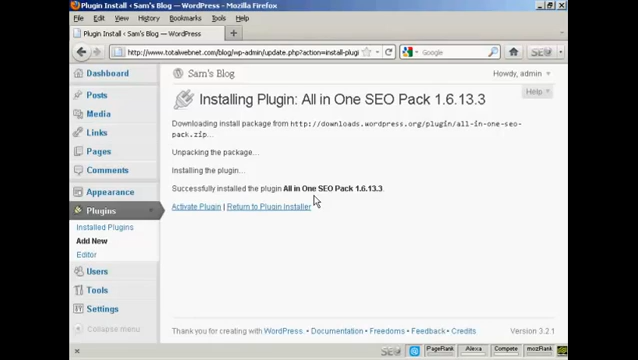 Plugin Install ‹ Sam's Blog — WordPress - Mozilla Firefox
File Edit View History Bookmarks Tools Help
Plugin Install ‹ Sam's Blog — WordPress
http://www.totalwebnet.com/blog/wp-admin/update.php?action=install-plugi
Google
SEO
Dashboard
Posts
Media
Links
Pages
Comments
Appearance
Plugins
Installed Plugins
Add New
Editor
Users
Tools
Settings
Collapse menu
Sam's Blog
Howdy, admin
Help
Installing Plugin: All in One SEO Pack 1.6.13.3
Downloading install package from http://downloads.wordpress.org/plugin/all-in-one-seo-
pack.zip…
Unpacking the package…
Installing the plugin…
Successfully installed the plugin All in One SEO Pack 1.6.13.3.
Activate Plugin | Return to Plugin Installer
Thank you for creating with WordPress. • Documentation • Freedoms • Feedback • Credits
Version 3.2.1
SEO PageRank Alexa Compete mozRank